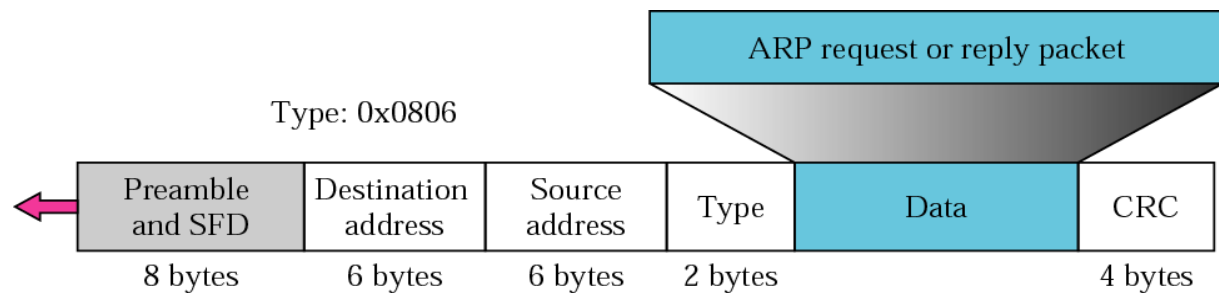 ARP request or reply packet
Type: 0x0806
Preamble
and SFD
Destination
address
Source
address
Type
Data
CRC
8 bytes
6 bytes
6 bytes
2 bytes
4 bytes